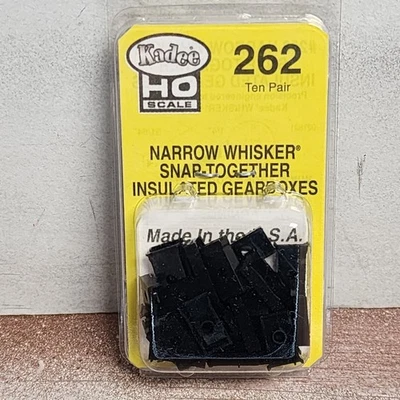 Kadee
®
HO
SCALE
262
Ten Pair
NARROW WHISKER®
SNAP-TOGETHER
INSULATED GEARBOXES
Made In the U.S.A.